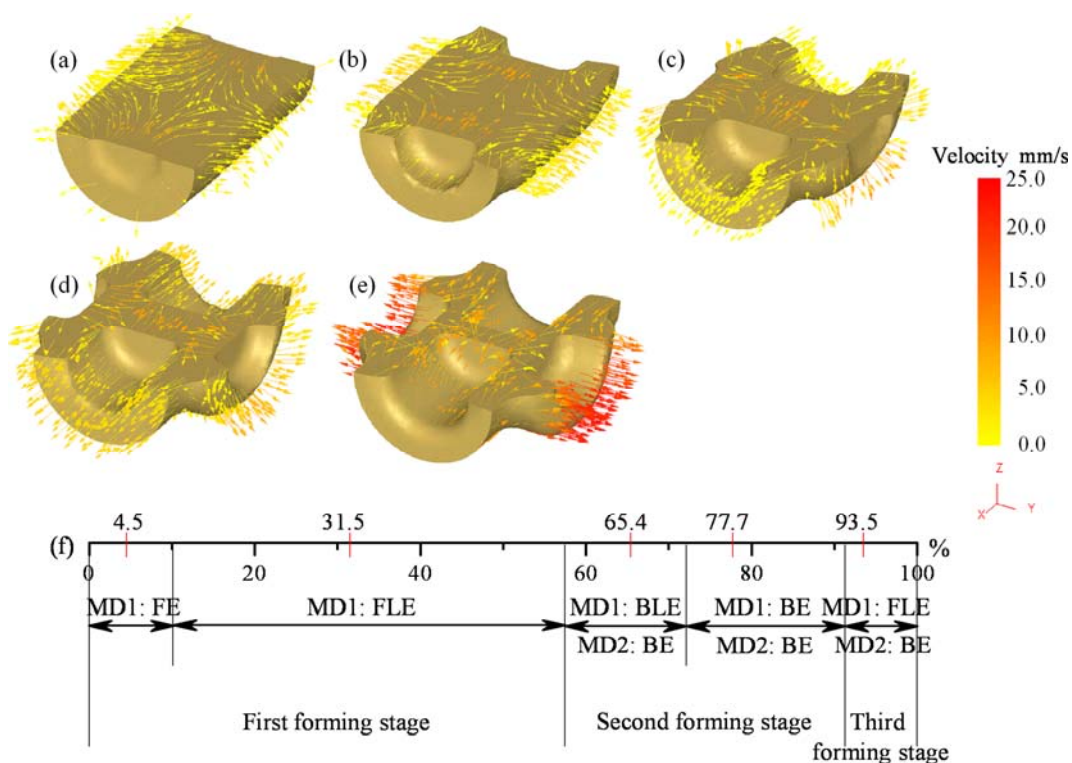 (a)
(b)
(c)
Velocity mm/s
25.0
20.0
15.0
10.0
5.0
0.0
(d)
(e)
Z
X
Y
4.5
31.5
65.4
77.7
93.5
(f)
%
0
20
40
60
80
100
MD1: FE
MD1: FLE
MD1: BLE
MD1: BE
MD1: FLE
MD2: BE
MD2: BE
MD2: BE
First forming stage
Second forming stage
Third
forming stage